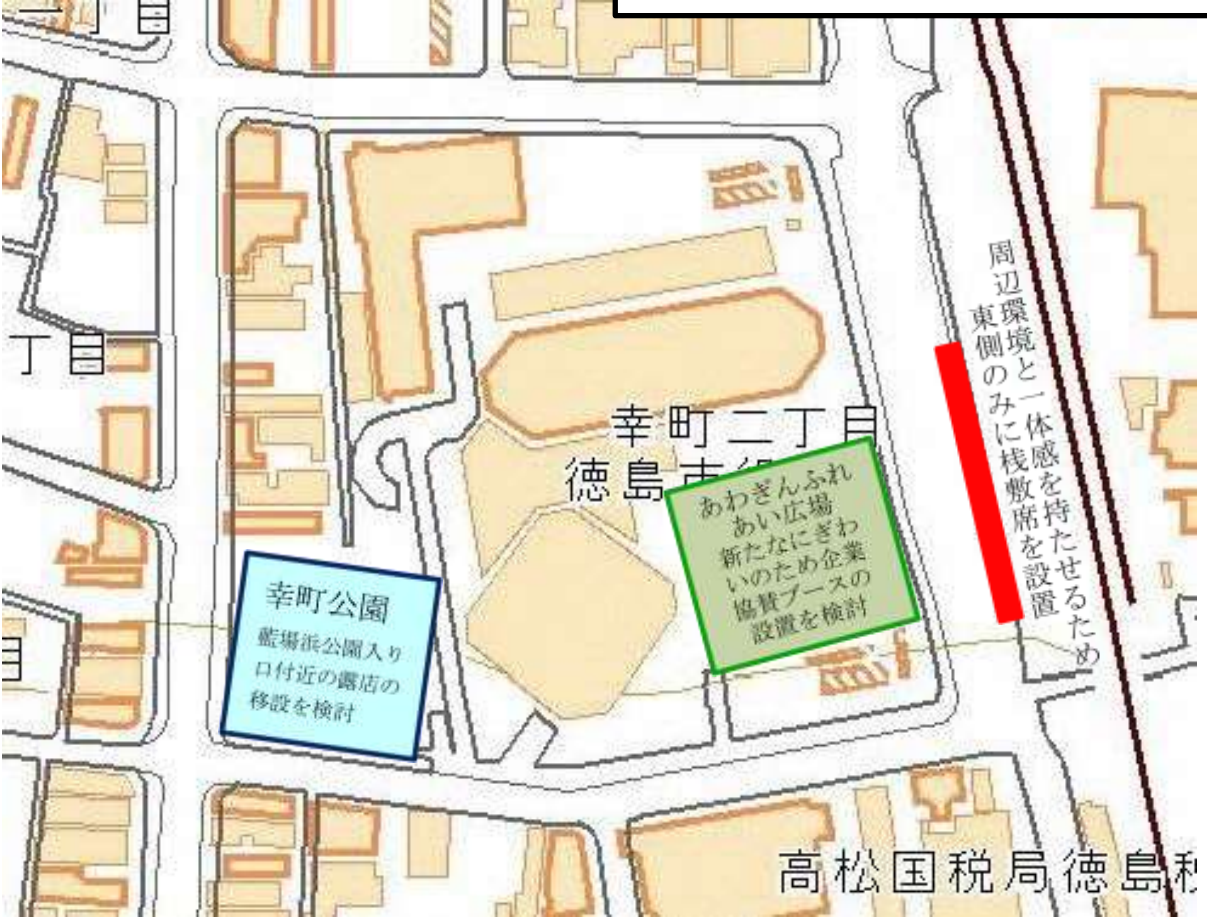 丁目
丁目
幸町二丁目
徳島市役
あわぎんふれ
あい広場
新たなにぎわ
いのため企業
協賛ブースの
設置を検討
周辺環境と一体感を持たせるため
東側のみに桟敷席を設置
幸町公園
藍場浜公園入り
口付近の露店の
移設を検討
目
高松国税局徳島税